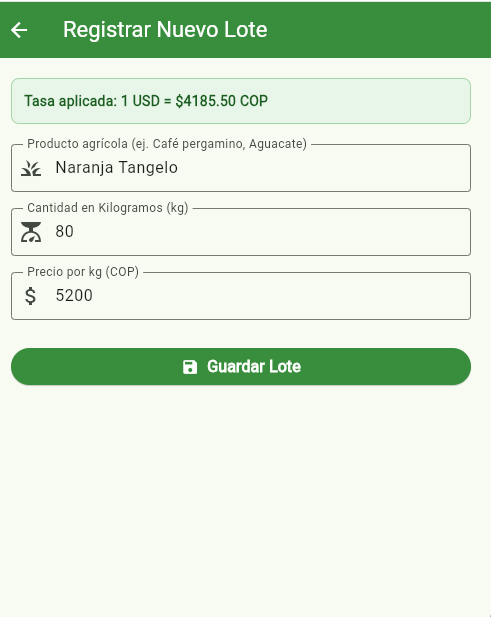 Registrar Nuevo Lote
Tasa aplicada: 1 USD = $4185.50 COP
Producto agrícola (ej. Café pergamino, Aguacate)
Naranja Tangelo
Cantidad en Kilogramos (kg)
80
Precio por kg (COP)
$ 5200
Guardar Lote